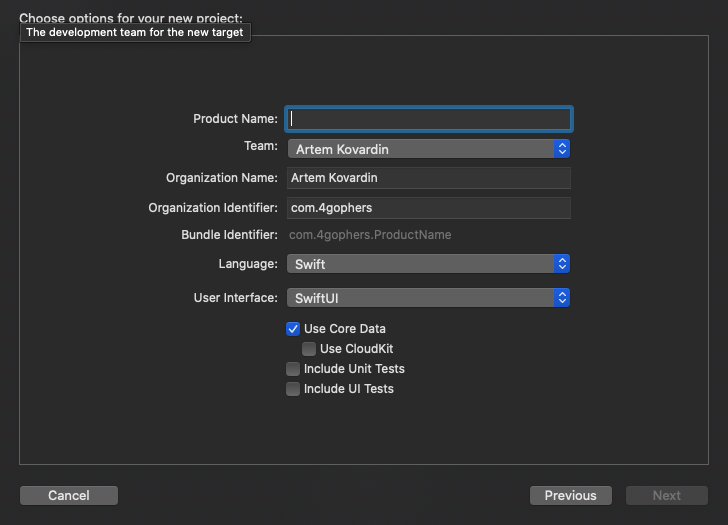 Choose options for your new project:
The development team for the new target
Product Name:
Team: Artem Kovardin
Organization Name: Artem Kovardin
Organization Identifier: com.4gophers
Bundle Identifier: com.4gophers.ProductName
Language: Swift
User Interface: SwiftUI
Use Core Data
Use CloudKit
Include Unit Tests
Include UI Tests
Cancel Previous Next